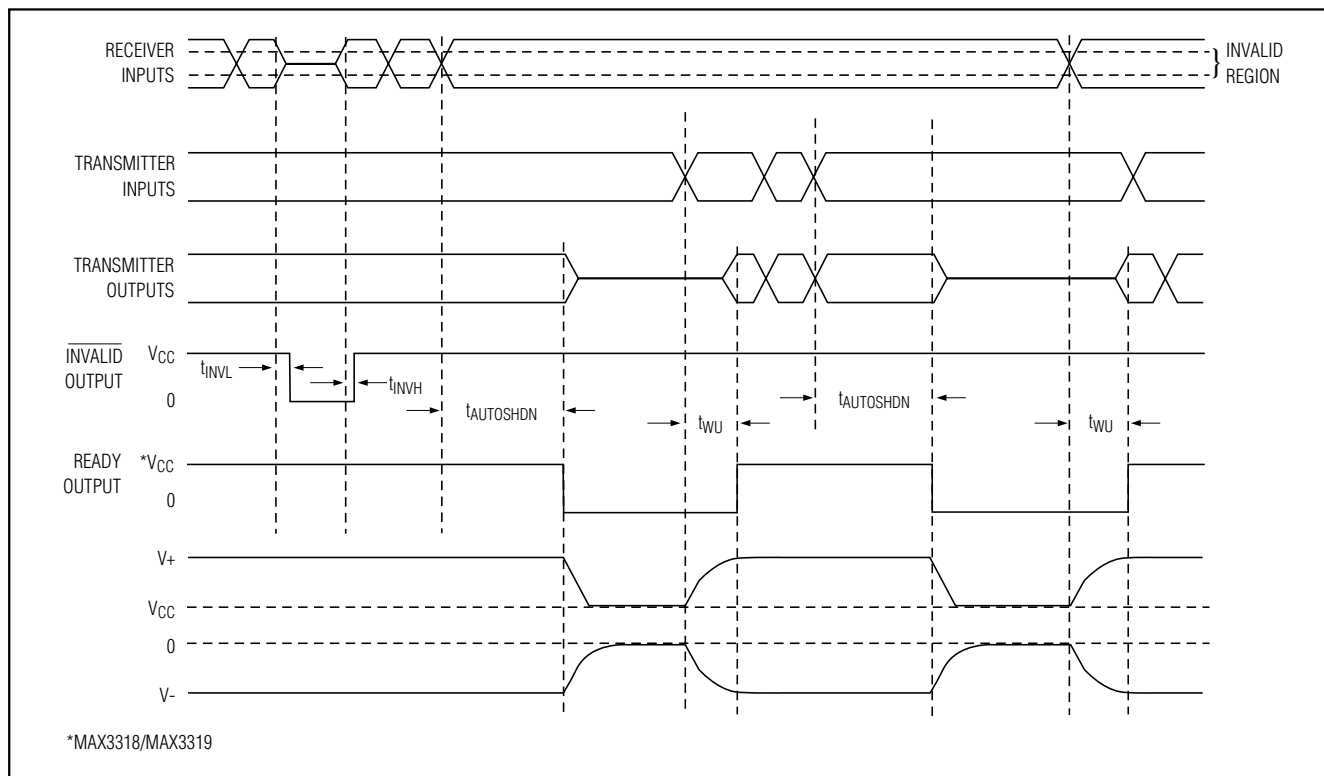 RECEIVER
INPUTS
INVALID
REGION
TRANSMITTER
INPUTS
TRANSMITTER
OUTPUTS
INVALID
OUTPUT
VCC
0
tINVL
tINVH
tAUTOSHDN
tWU
tAUTOSHDN
tWU
READY
OUTPUT
*VCC
0
V+
VCC
0
V-
*MAX3318/MAX3319